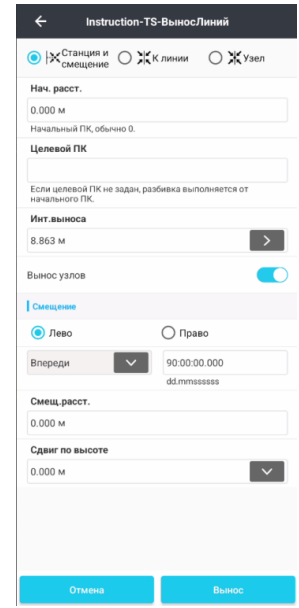 Instruction-TS-ВыносЛиний
Станция и смещение
К линии
Узел
Нач. расст.
0.000 м
Начальный ПК, обычно 0.
Целевой ПК
Если целевой ПК не задан, разбивка выполняется от
начального ПК.
Инт.выноса
8.863 м
Вынос узлов
Смещение
Лево
Право
Впереди
90:00:00.000
dd.mmssssss
Смещ.расст.
0.000 м
Сдвиг по высоте
0.000 м
Отмена
Вынос